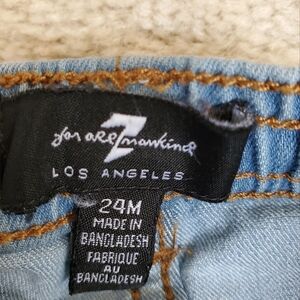 7
for all mankind
LOS ANGELES
24M
MADE IN
BANGLADESH
FABRIQUE
AU
BANGLADESH